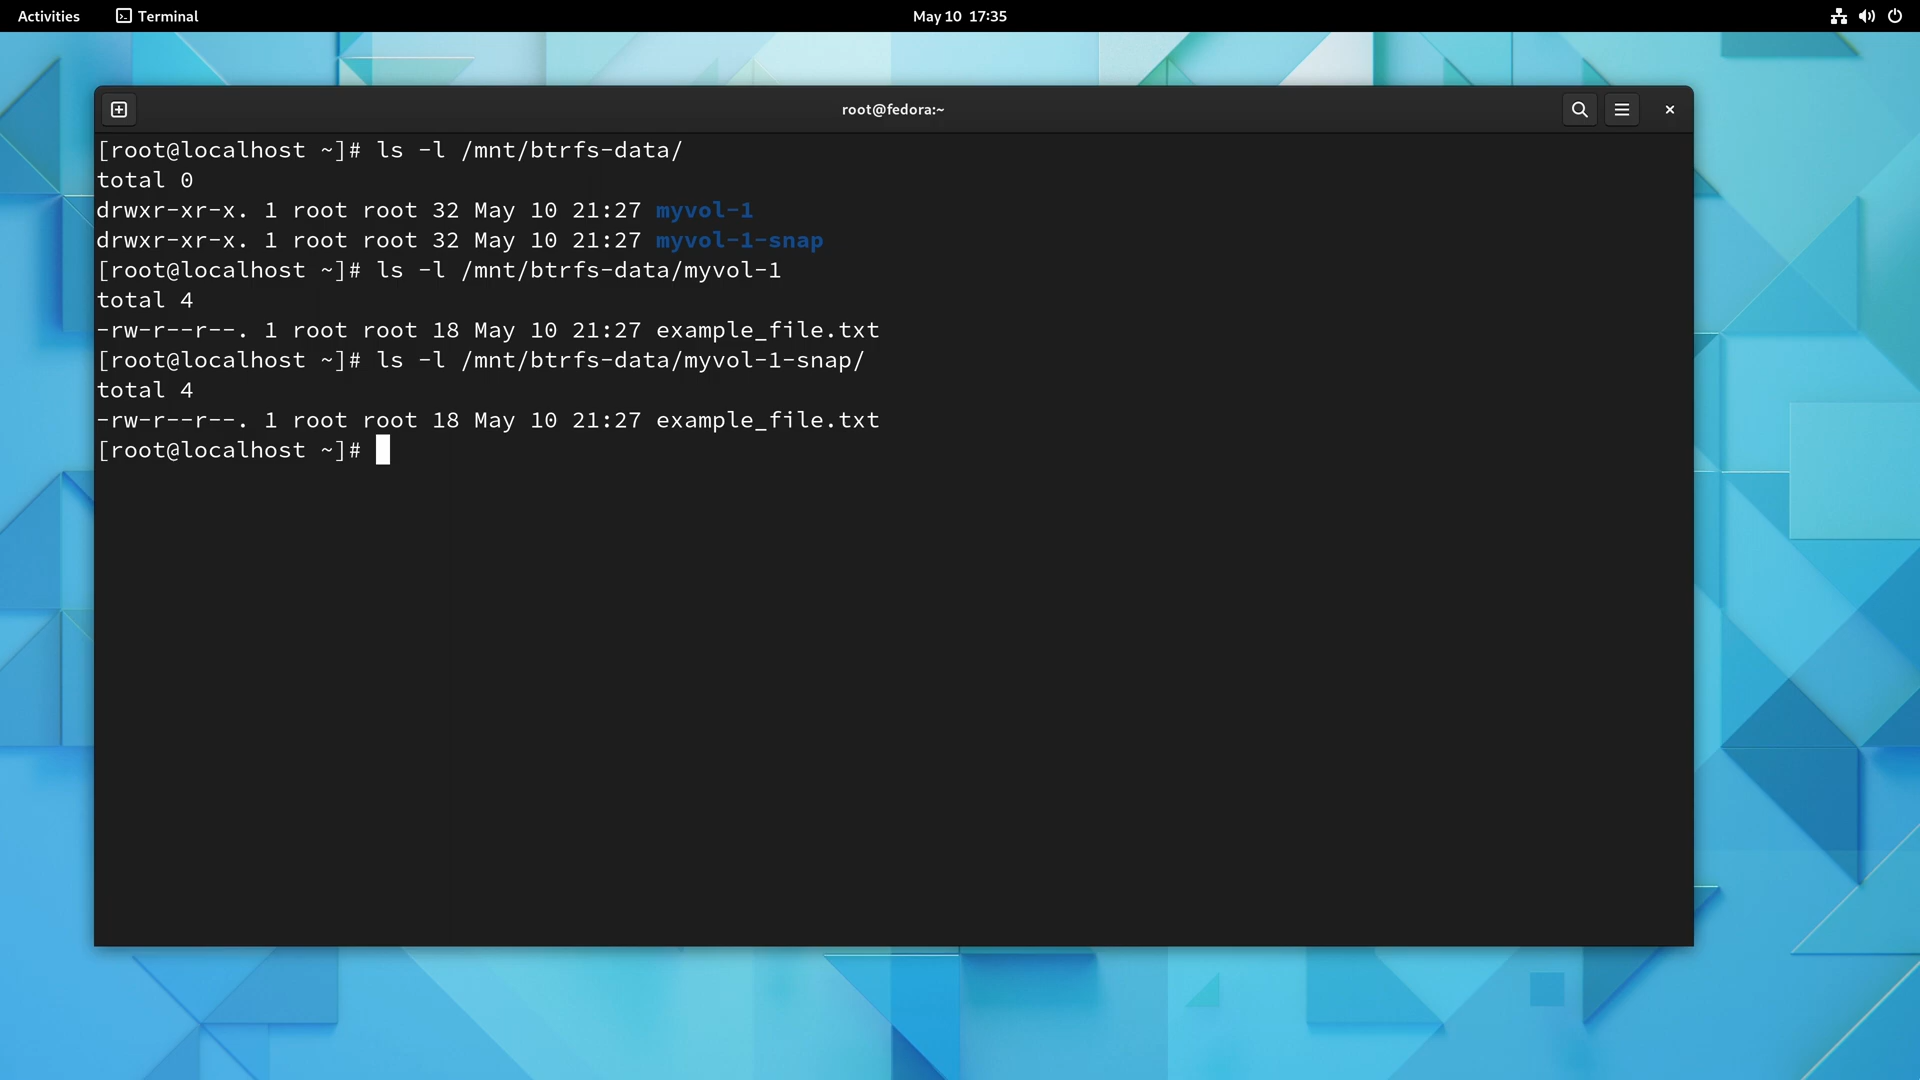 Activities Terminal May 10 17:35
root@fedora:~
[root@localhost ~]# ls -l /mnt/btrfs-data/
total 0
drwxr-xr-x. 1 root root 32 May 10 21:27 myvol-1
drwxr-xr-x. 1 root root 32 May 10 21:27 myvol-1-snap
[root@localhost ~]# ls -l /mnt/btrfs-data/myvol-1
total 4
-rw-r--r--. 1 root root 18 May 10 21:27 example_file.txt
[root@localhost ~]# ls -l /mnt/btrfs-data/myvol-1-snap/
total 4
-rw-r--r--. 1 root root 18 May 10 21:27 example_file.txt
[root@localhost ~]#